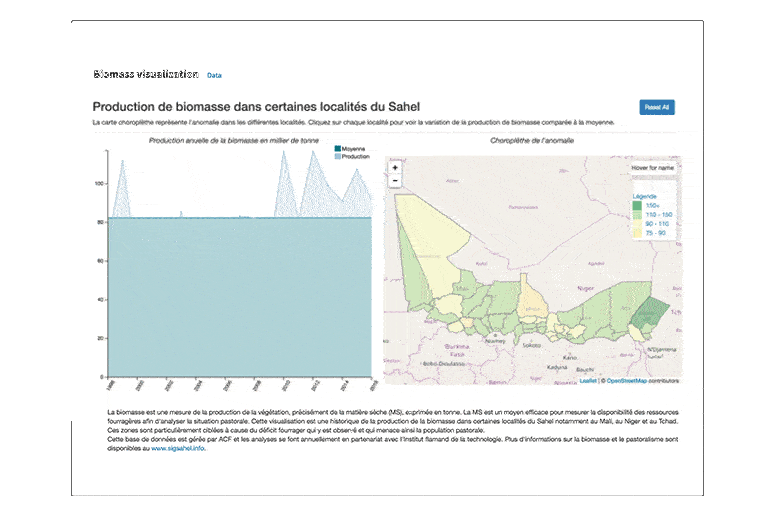 Biomass visualization Data
Production de biomasse dans certaines localités du Sahel
Reset All
La carte choroplèthe représente l'anomalie dans les différentes localités. Cliquez sur chaque localité pour voir la variation de la production de biomasse comparée à la moyenne.
Production anuelle de la biomasse en millier de tonne
Moyenne
Production
100
80
60
40
20
0
1998
2000
2002
2004
2006
2008
2010
2012
2014
2016
Choroplèthe de l'anomalie
+
−
Hover for name
Légende
150+
110 - 150
90 - 110
75 - 90
Niger
Niamey
Sokoto
Burkina
Faso
Bobo-Dioulasso
Kano
Kaduna
Bauchi
N'Djamena
Leaflet | © OpenStreetMap contributors
La biomasse est une mesure de la production de la végétation, précisément de la matière sèche (MS), exprimée en tonne. La MS est un moyen efficace pour mesurer la disponibilité des ressources
fourragères afin d'analyser la situation pastorale. Cette visualisation est une historique de la production de la biomasse dans certaines localités du Sahel notamment au Mali, au Niger et au Tchad.
Ces zones sont particulièrement ciblées à cause du déficit fourrager qui y est observé et qui menace ainsi la population pastorale.
Cette base de données est gérée par ACF et les analyses se font annuellement en partenariat avec l'Institut flamand de la technologie. Plus d'informations sur la biomasse et le pastoralisme sont
disponibles au www.sigsahel.info.